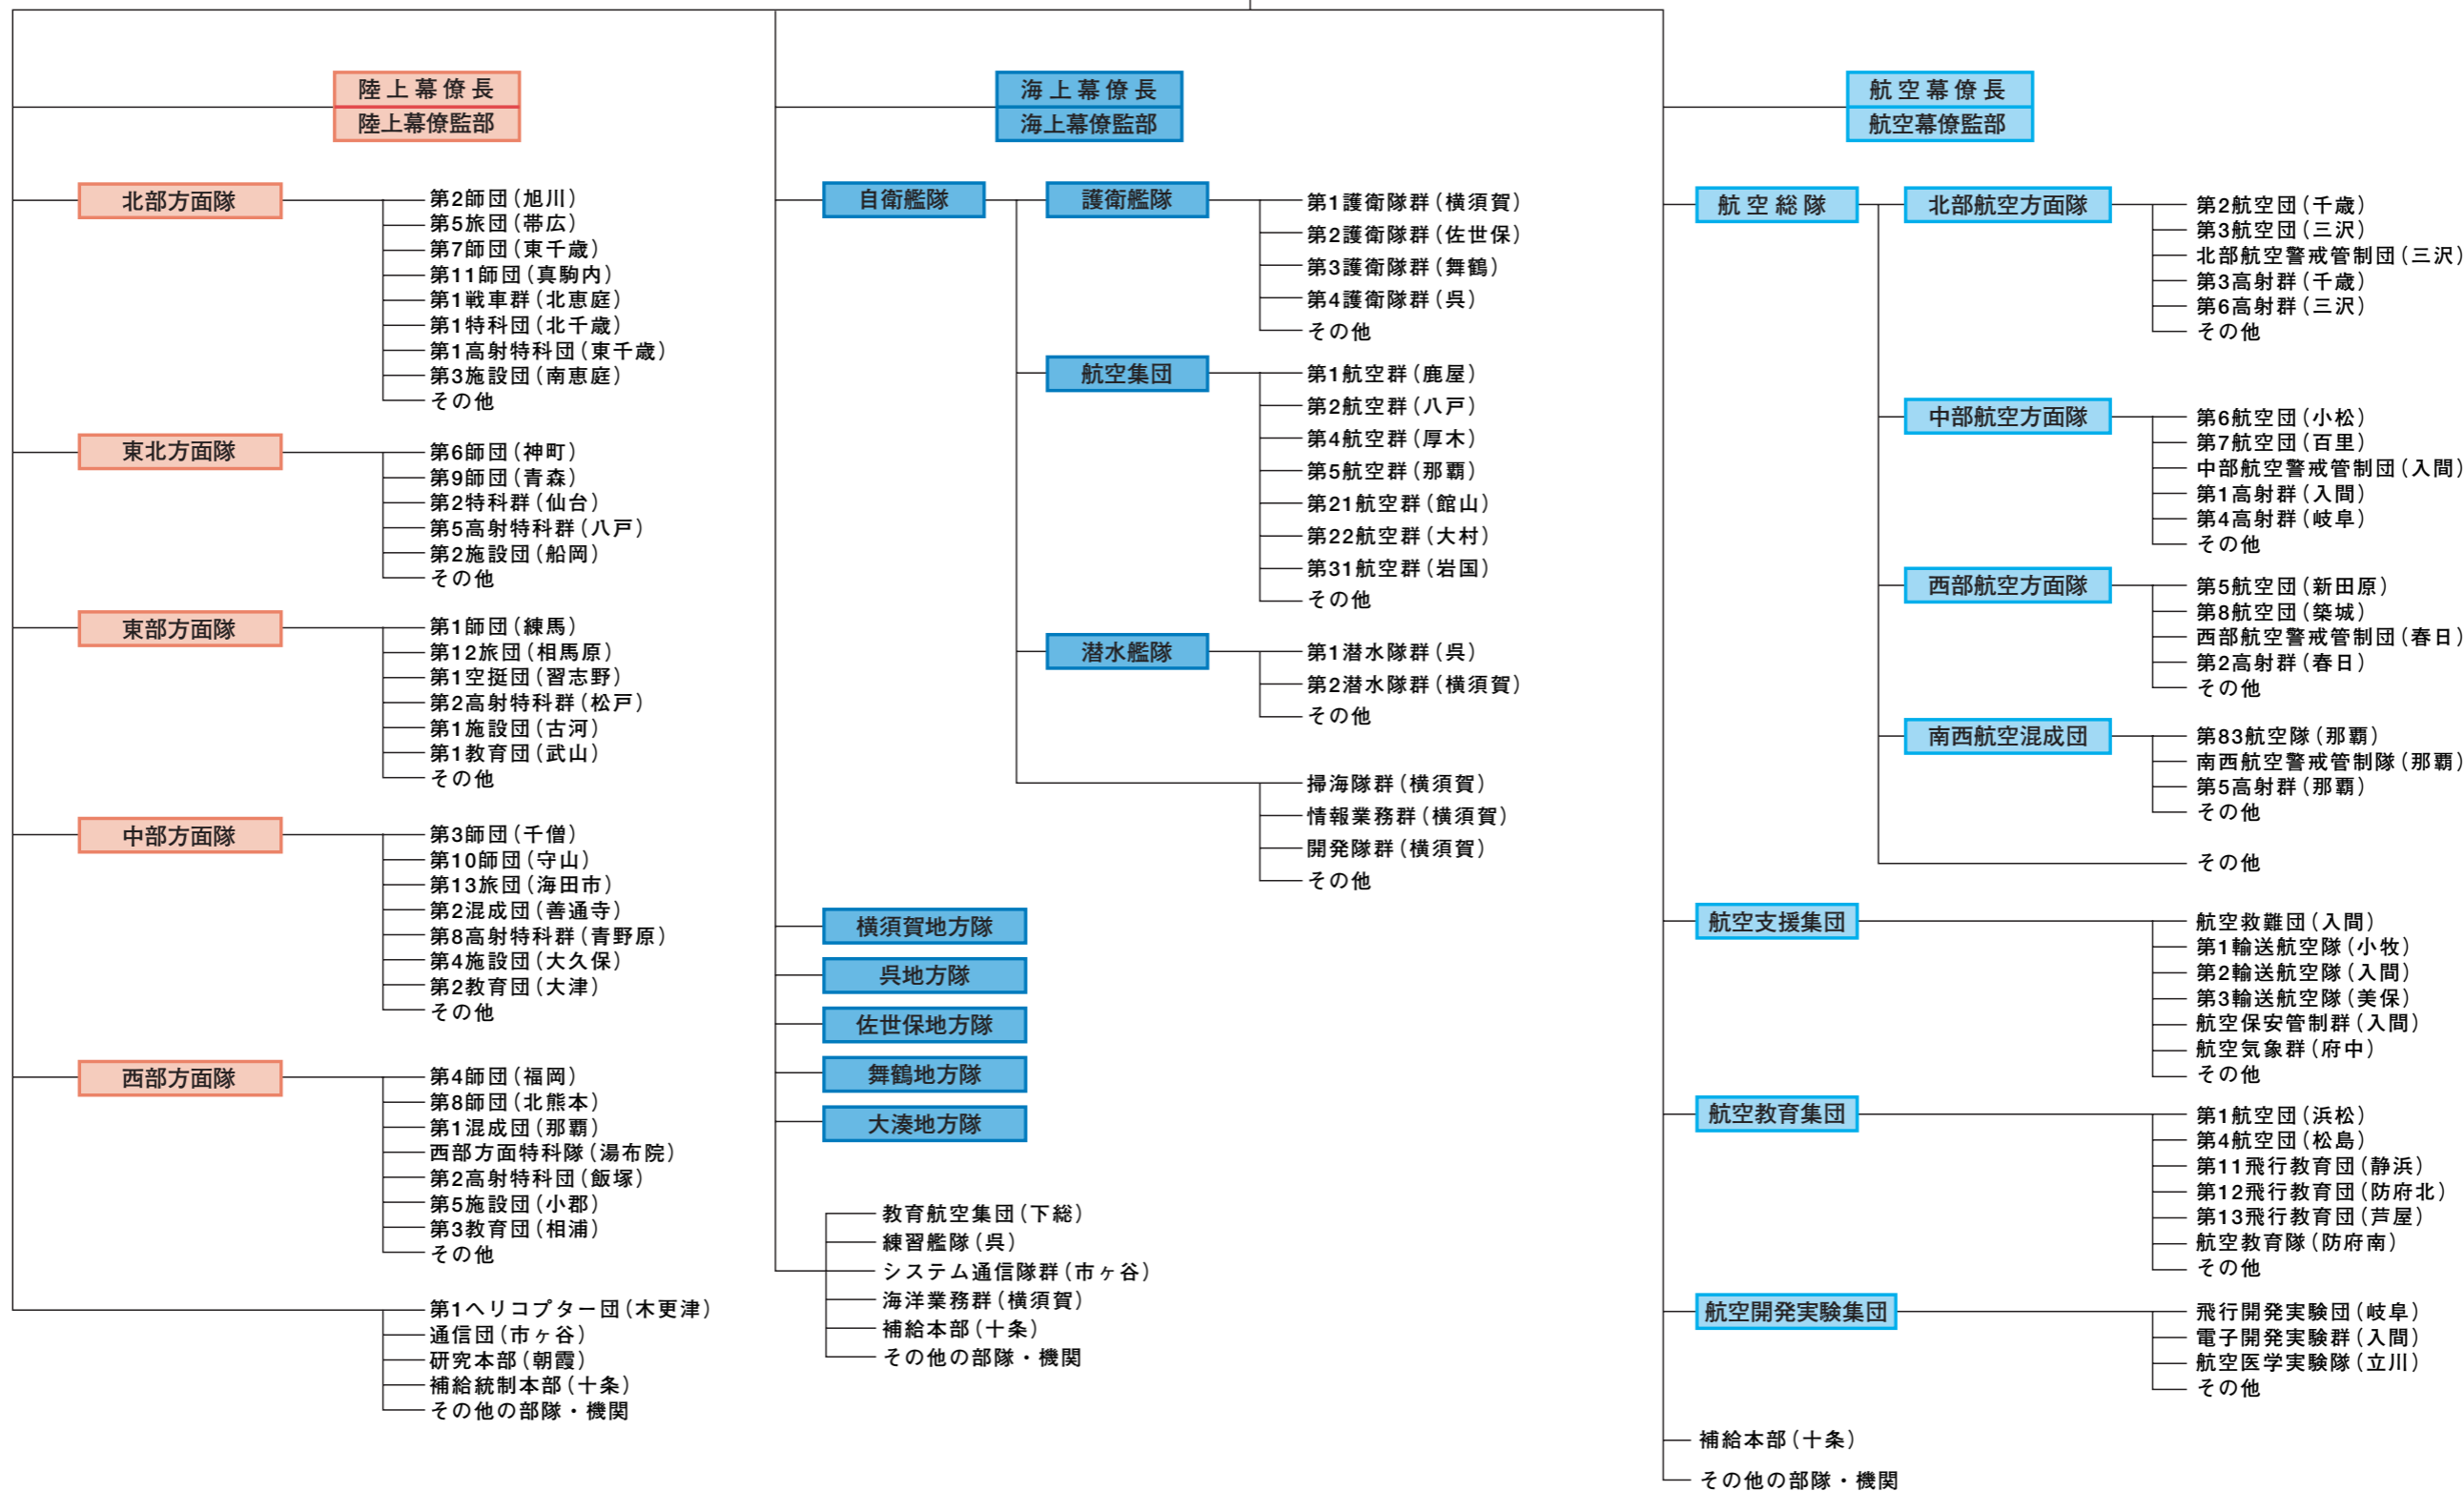 陸上幕僚長
陸上幕僚監部
北部方面隊
第2師団(旭川)
第5旅団(帯広)
第7師団(東千歳)
第11師団(真駒内)
第1戦車群(北恵庭)
第1特科団(北千歳)
第1高射特科団(東千歳)
第3施設団(南恵庭)
その他
東北方面隊
第6師団(神町)
第9師団(青森)
第2特科群(仙台)
第5高射特科群(八戸)
第2施設団(船岡)
その他
東部方面隊
第1師団(練馬)
第12旅団(相馬原)
第1空挺団(習志野)
第2高射特科群(松戸)
第1施設団(古河)
第1教育団(武山)
その他
中部方面隊
第3師団(千僧)
第10師団(守山)
第13旅団(海田市)
第2混成団(善通寺)
第8高射特科群(青野原)
第4施設団(大久保)
第2教育団(大津)
その他
西部方面隊
第4師団(福岡)
第8師団(北熊本)
第1混成団(那覇)
西部方面特科隊(湯布院)
第2高射特科団(飯塚)
第5施設団(小郡)
第3教育団(相浦)
その他
第1ヘリコプター団(木更津)
通信団(市ヶ谷)
研究本部(朝霞)
補給統制本部(十条)
その他の部隊・機関
海上幕僚長
海上幕僚監部
自衛艦隊
護衛艦隊
第1護衛隊群(横須賀)
第2護衛隊群(佐世保)
第3護衛隊群(舞鶴)
第4護衛隊群(呉)
その他
航空集団
第1航空群(鹿屋)
第2航空群(八戸)
第4航空群(厚木)
第5航空群(那覇)
第21航空群(館山)
第22航空群(大村)
第31航空群(岩国)
その他
潜水艦隊
第1潜水隊群(呉)
第2潜水隊群(横須賀)
その他
掃海隊群(横須賀)
情報業務群(横須賀)
開発隊群(横須賀)
その他
横須賀地方隊
呉地方隊
佐世保地方隊
舞鶴地方隊
大湊地方隊
教育航空集団(下総)
練習艦隊(呉)
システム通信隊群(市ヶ谷)
海洋業務群(横須賀)
補給本部(十条)
その他の部隊・機関
航空幕僚長
航空幕僚監部
航空総隊
北部航空方面隊
第2航空団(千歳)
第3航空団(三沢)
北部航空警戒管制団(三沢)
第3高射群(千歳)
第6高射群(三沢)
その他
中部航空方面隊
第6航空団(小松)
第7航空団(百里)
中部航空警戒管制団(入間)
第1高射群(入間)
第4高射群(岐阜)
その他
西部航空方面隊
第5航空団(新田原)
第8航空団(築城)
西部航空警戒管制団(春日)
第2高射群(春日)
その他
南西航空混成団
第83航空隊(那覇)
南西航空警戒管制隊(那覇)
第5高射群(那覇)
その他
その他
航空支援集団
航空救難団(入間)
第1輸送航空隊(小牧)
第2輸送航空隊(入間)
第3輸送航空隊(美保)
航空保安管制群(入間)
航空気象群(府中)
その他
航空教育集団
第1航空団(浜松)
第4航空団(松島)
第11飛行教育団(静浜)
第12飛行教育団(防府北)
第13飛行教育団(芦屋)
航空教育隊(防府南)
その他
航空開発実験集団
飛行開発実験団(岐阜)
電子開発実験群(入間)
航空医学実験隊(立川)
その他
補給本部(十条)
その他の部隊・機関